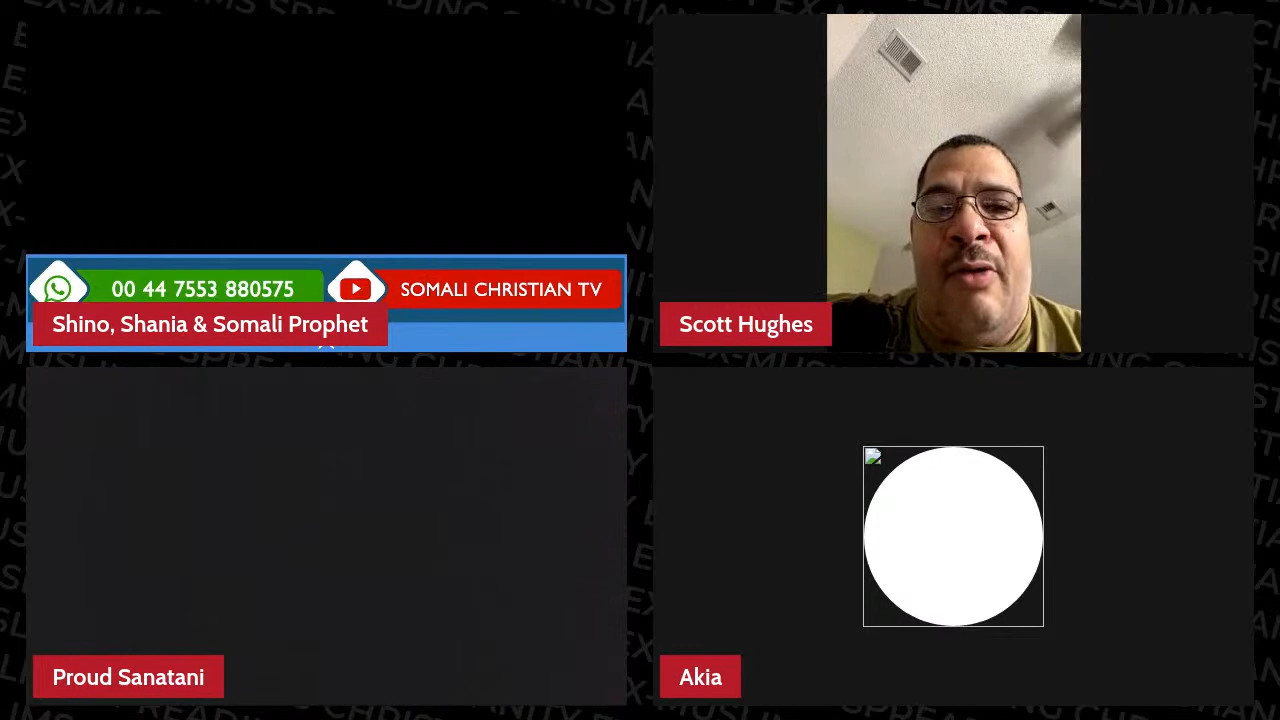 00 44 7553 880575
SOMALI CHRISTIAN TV
Shino, Shania & Somali Prophet
Scott Hughes
Proud Sanatani
Akia